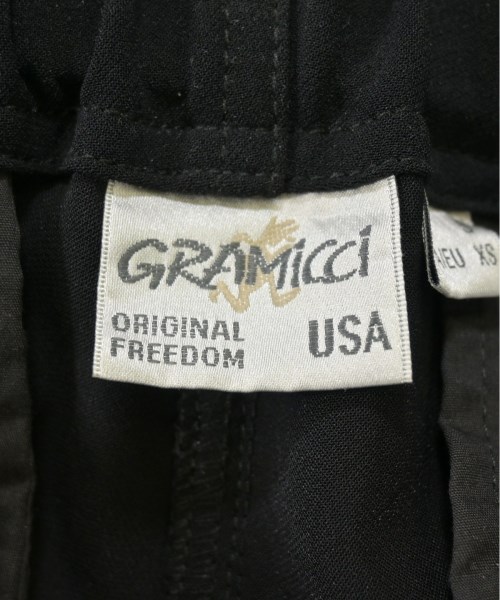 GRAMiCCi
ORIGINAL
FREEDOM
USA
EU XS